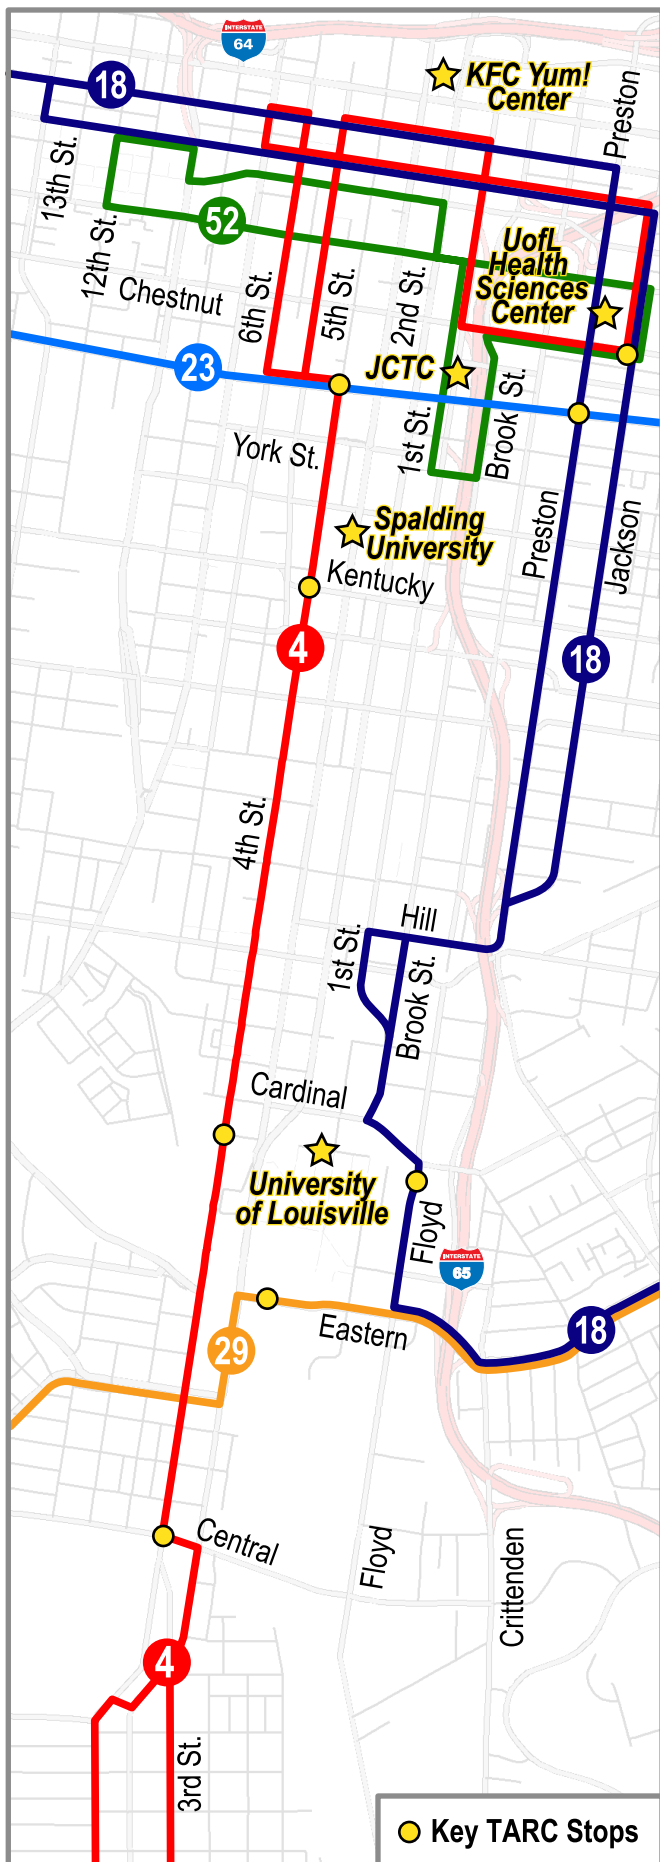 INTERSTATE
64
KFC Yum!
Center
Preston
18
13th St.
12th St.
52
UofL
Health
Sciences
Center
Chestnut
6th St.
5th St.
2nd St.
JCTC
23
York St.
1st St.
Brook St.
Spalding
University
Kentucky
Preston
Jackson
4
18
4th St.
Hill
1st St.
Brook St.
Cardinal
University
of Louisville
Floyd
INTERSTATE
65
18
Eastern
29
Central
Floyd
Crittenden
4
3rd St.
Key TARC Stops